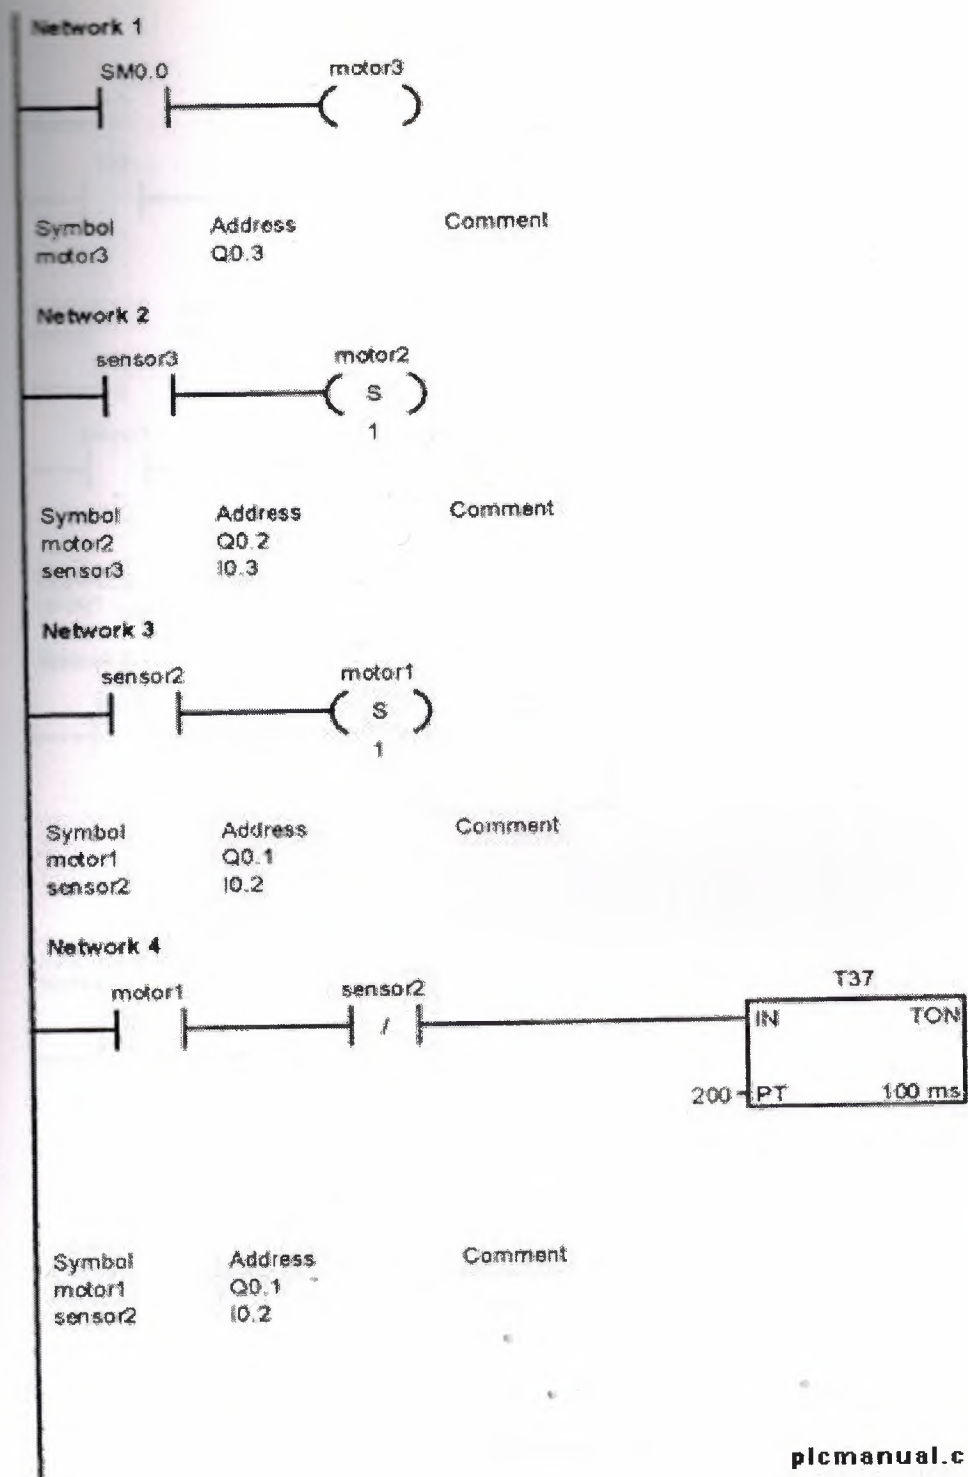 Network 1
SM0.0 motor3
( )
Symbol Address Comment
motor3 Q0.3
Network 2
sensor3 motor2
( S )
1
Symbol Address Comment
motor2 Q0.2
sensor3 I0.3
Network 3
sensor2 motor1
( S )
1
Symbol Address Comment
motor1 Q0.1
sensor2 I0.2
Network 4
motor1 sensor2 T37
/ IN TON
200 PT 100 ms
Symbol Address Comment
motor1 Q0.1
sensor2 I0.2
plcmanual.c